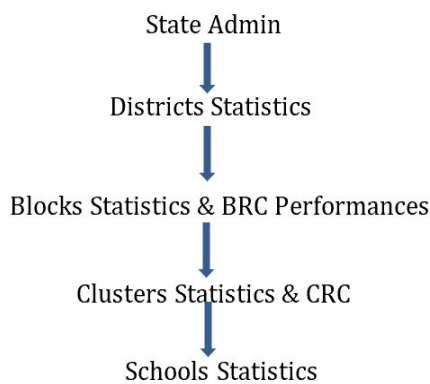 State Admin
Districts Statistics
Blocks Statistics & BRC Performances
Clusters Statistics & CRC
Schools Statistics